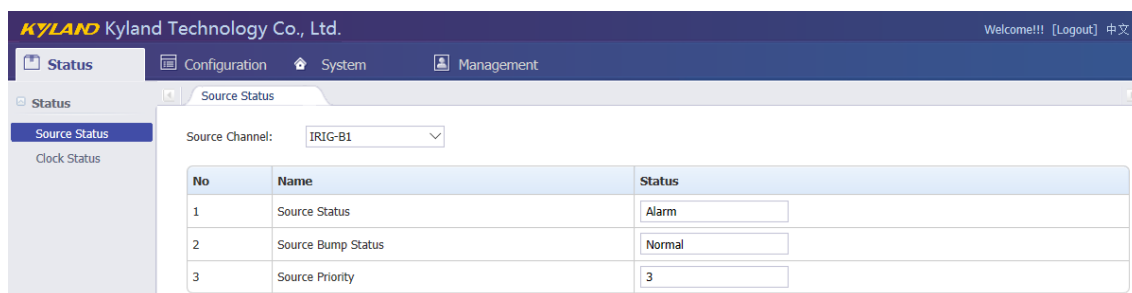 KYLAND Kyland Technology Co., Ltd.
Welcome!!! [Logout] 中文
Status Configuration System Management
Status
Source Status
Clock Status
Source Status
Source Channel: IRIG-B1
No Name Status
1 Source Status Alarm
2 Source Bump Status Normal
3 Source Priority 3